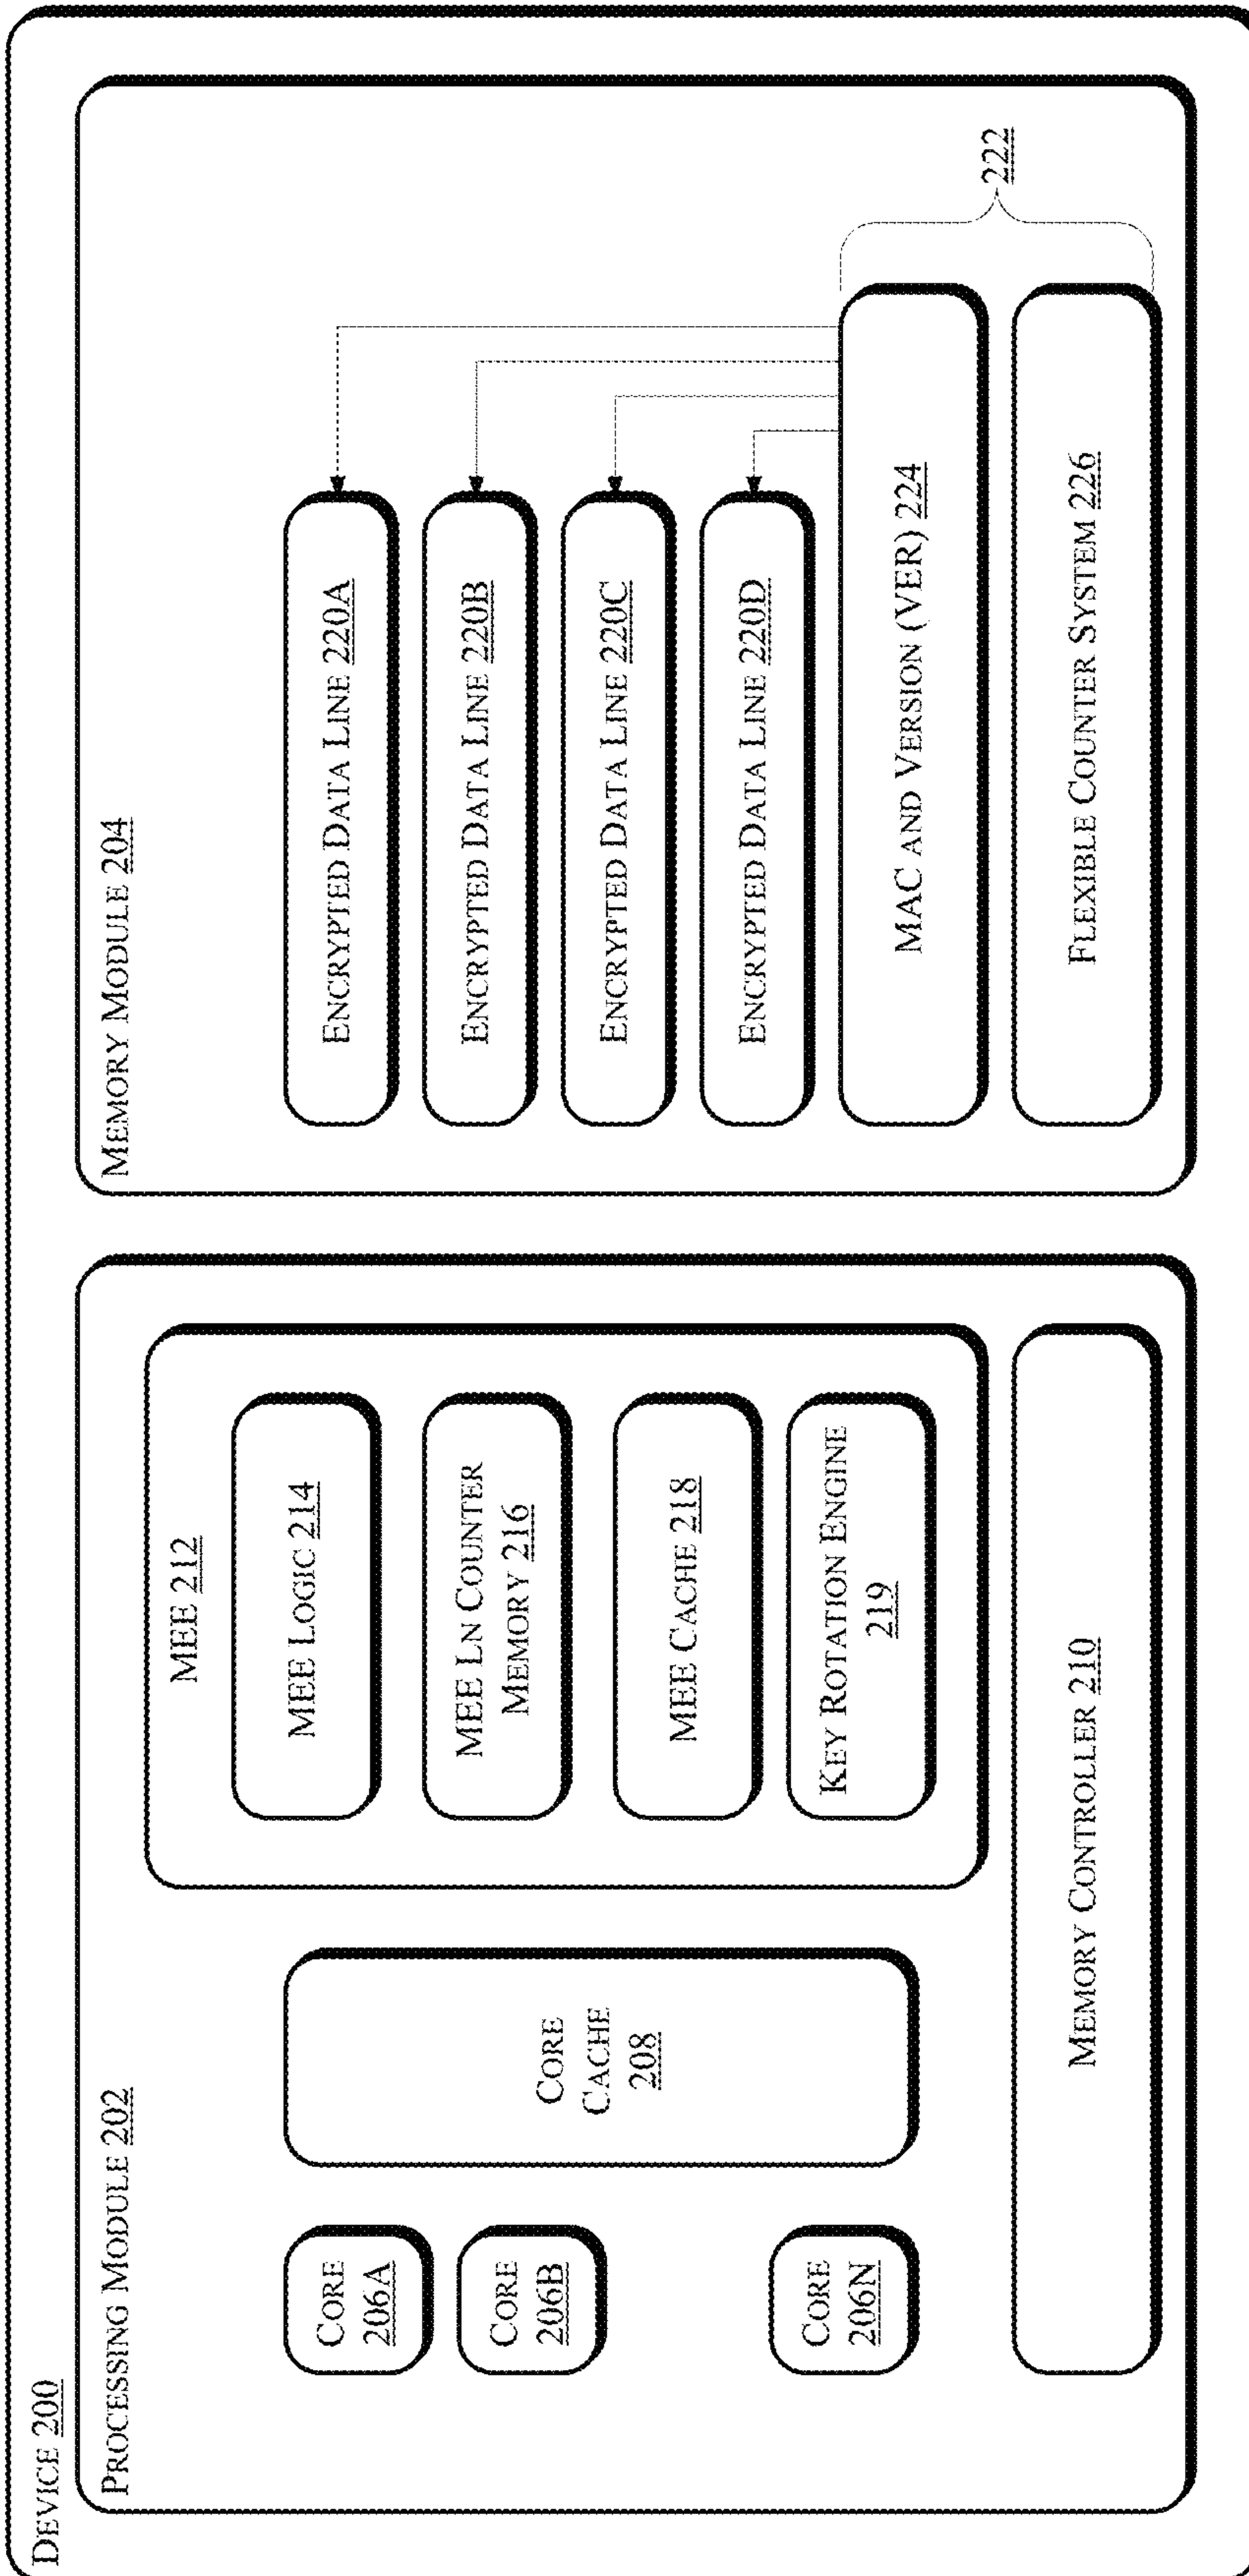 DEVICE 200
PROCESSING MODULE 202
CORE
206A
CORE
206B
CORE
206N
CORE
CACHE
208
MEE 212
MEE LOGIC 214
MEE LN COUNTER
MEMORY 216
MEE CACHE 218
KEY ROTATION ENGINE
219
MEMORY CONTROLLER 210
MEMORY MODULE 204
ENCRYPTED DATA LINE 220A
ENCRYPTED DATA LINE 220B
ENCRYPTED DATA LINE 220C
ENCRYPTED DATA LINE 220D
MAC AND VERSION (VER) 224
FLEXIBLE COUNTER SYSTEM 226
222